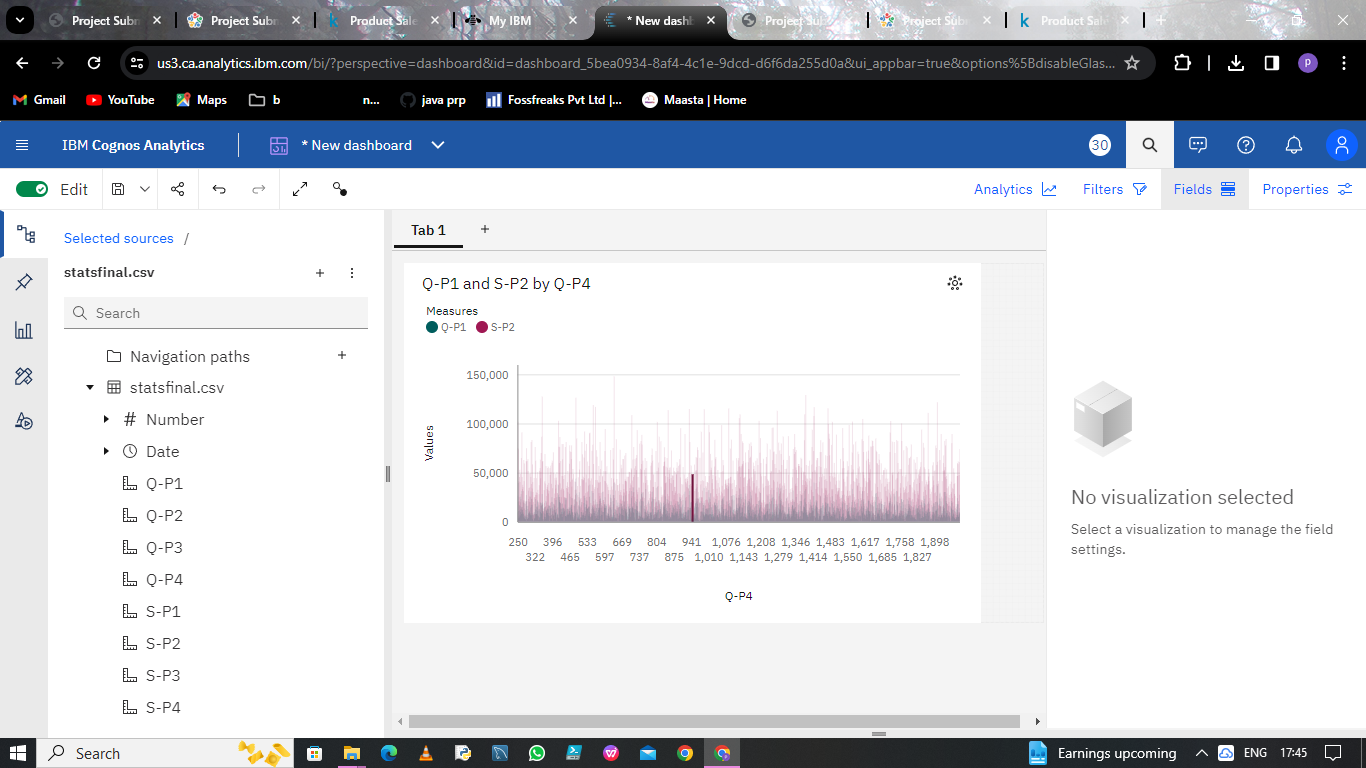 Project Subm
Project Subm
Product Sale
My IBM
* New dashb
Project Subm
Project Subm
Product Sale
us3.ca.analytics.ibm.com/bi/?perspective=dashboard&id=dashboard_5bea0934-8af4-4c1e-9dcd-d6f6da255d0a&ui_appbar=true&options%5BdisableGlas...
p
Gmail
YouTube
Maps
b
n...
java prp
Fossfreaks Pvt Ltd |...
Maasta | Home
IBM Cognos Analytics
* New dashboard
30
Edit
Analytics
Filters
Fields
Properties
Selected sources /
statsfinal.csv
Search
Navigation paths
statsfinal.csv
Number
Date
Q-P1
Q-P2
Q-P3
Q-P4
S-P1
S-P2
S-P3
S-P4
Tab 1
Q-P1 and S-P2 by Q-P4
Measures
Q-P1 S-P2
150,000
100,000
50,000
0
Values
250 396 533 669 804 941 1,076 1,208 1,346 1,483 1,617 1,758 1,898
322 465 597 737 875 1,010 1,143 1,279 1,414 1,550 1,685 1,827
Q-P4
No visualization selected
Select a visualization to manage the field
settings.
Search
Earnings upcoming
ENG
17:45